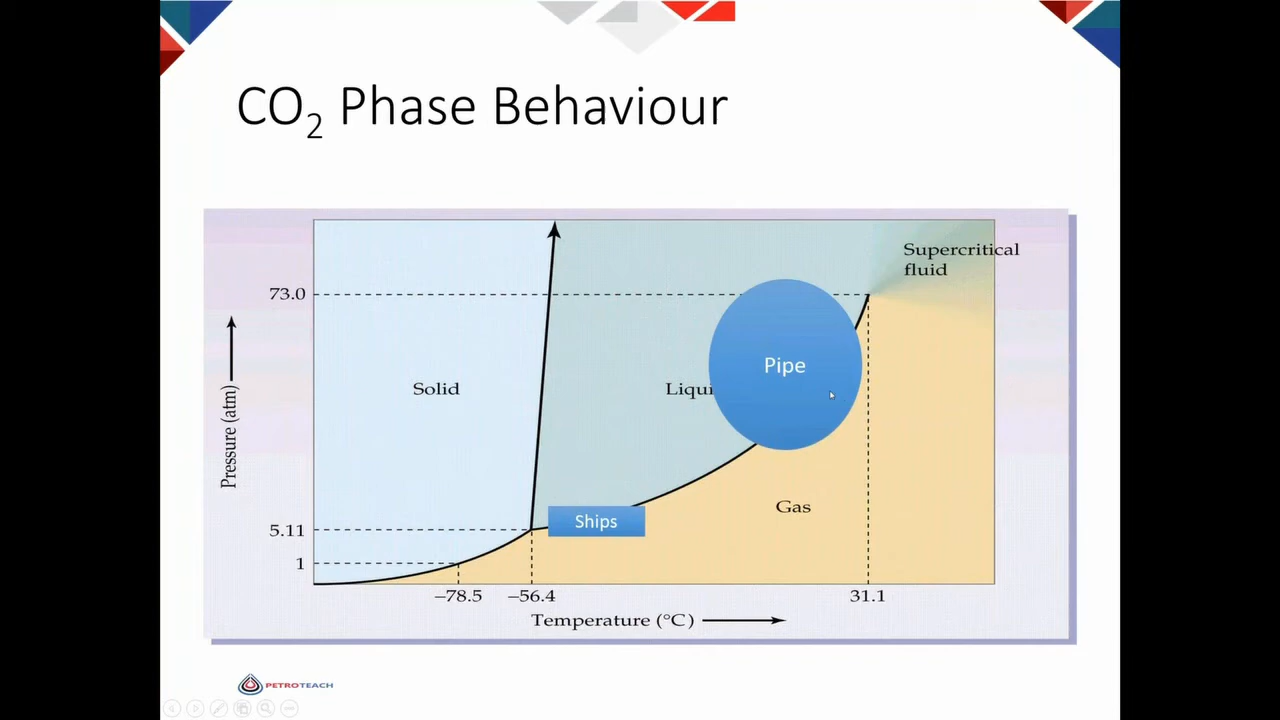 CO₂ Phase Behaviour
Supercritical
fluid
73.0
Pipe
Solid
Liqui
Pressure (atm)
Gas
Ships
5.11
1
–78.5
–56.4
31.1
Temperature (°C)
PETROTEACH